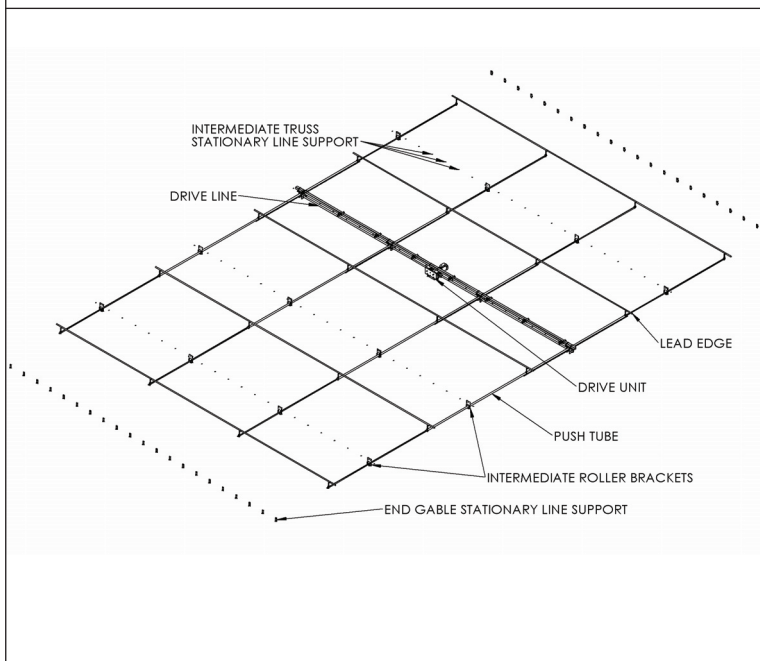 INTERMEDIATE TRUSS
STATIONARY LINE SUPPORT
DRIVE LINE
LEAD EDGE
DRIVE UNIT
PUSH TUBE
INTERMEDIATE ROLLER BRACKETS
END GABLE STATIONARY LINE SUPPORT